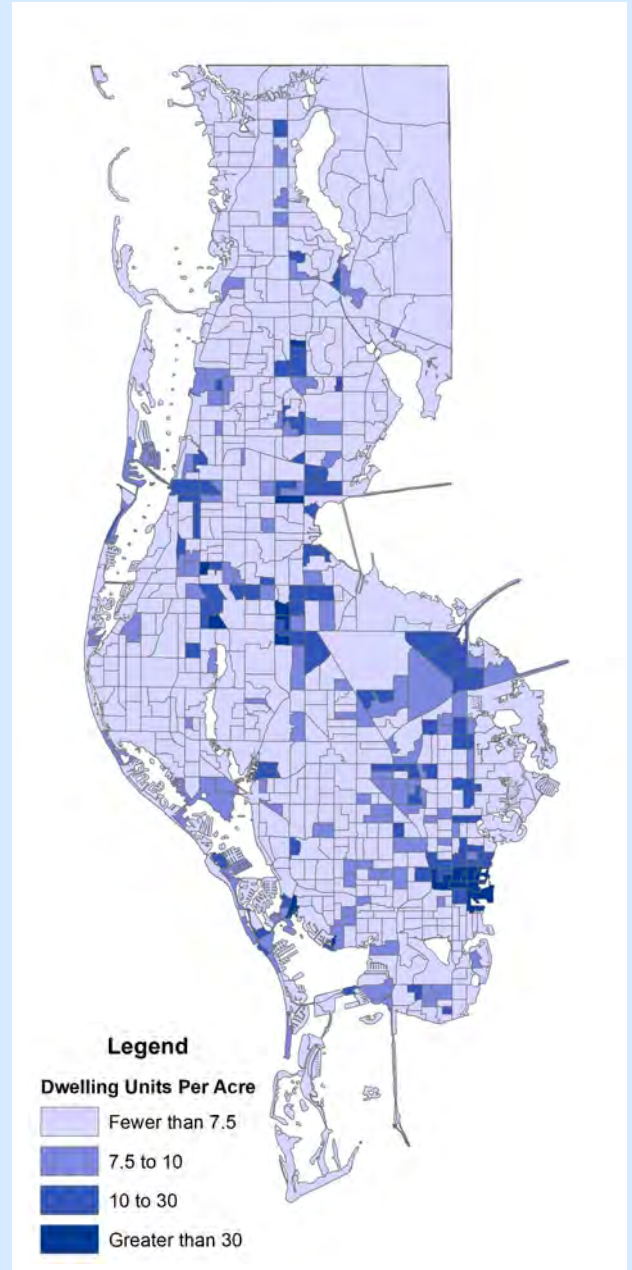 Legend
Dwelling Units Per Acre
Fewer than 7.5
7.5 to 10
10 to 30
Greater than 30